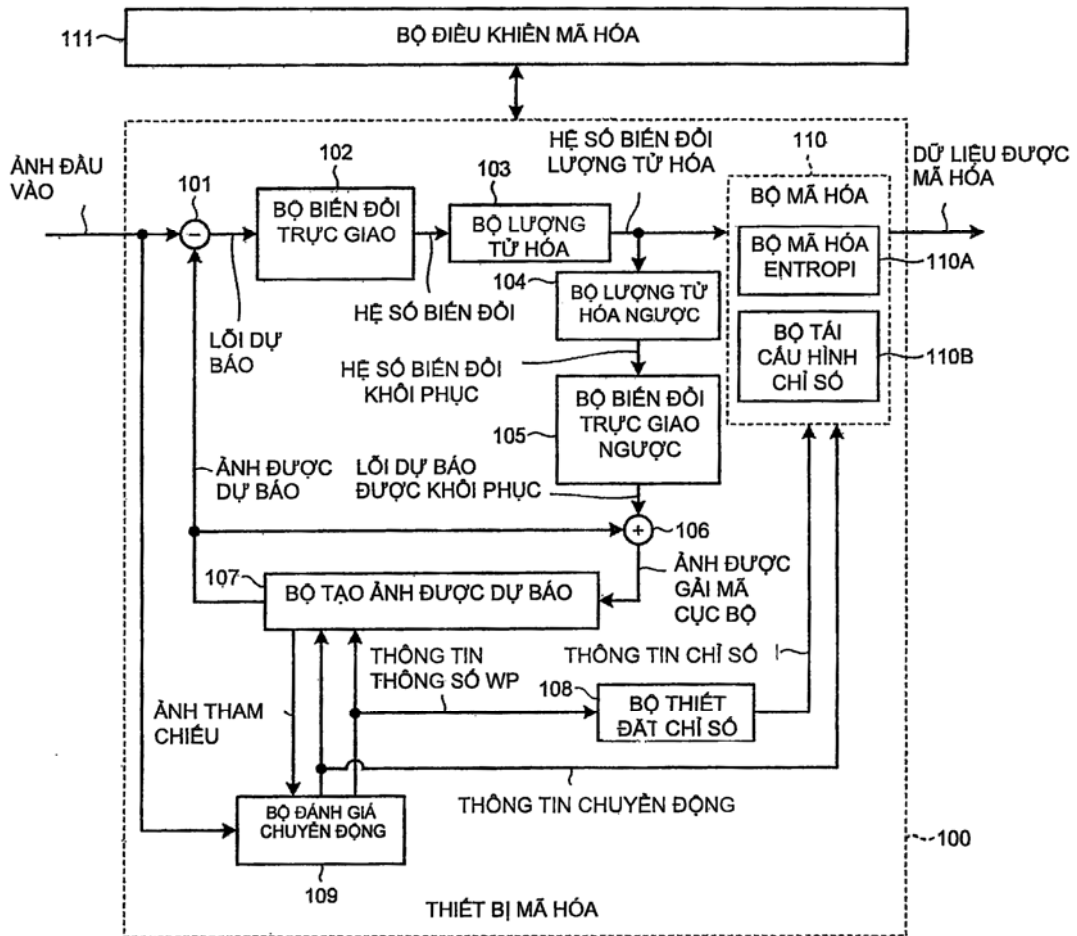 111
BỘ ĐIỀU KHIỂN MÃ HÓA
ẢNH ĐẦU
VÀO
101
102
BỘ BIẾN ĐỔI
TRỰC GIAO
103
BỘ LƯỢNG
TỬ HÓA
HỆ SỐ BIẾN ĐỔI
LƯỢNG TỬ HÓA
110
BỘ MÃ HÓA
DỮ LIỆU ĐƯỢC
MÃ HÓA
BỘ MÃ HÓA
ENTROPI
110A
BỘ TÁI
CẤU HÌNH
CHỈ SỐ
110B
LỖI DỰ
BÁO
HỆ SỐ BIẾN ĐỔI
104
BỘ LƯỢNG TỬ
HÓA NGƯỢC
HỆ SỐ BIẾN ĐỔI
KHÔI PHỤC
105
BỘ BIẾN ĐỔI
TRỰC GIAO
NGƯỢC
ẢNH ĐƯỢC
DỰ BÁO
LỖI DỰ BÁO
ĐƯỢC KHÔI PHỤC
106
107
BỘ TẠO ẢNH ĐƯỢC DỰ BÁO
ẢNH ĐƯỢC
GẢI MÃ
CỤC BỘ
THÔNG TIN
THÔNG SỐ WP
THÔNG TIN CHỈ SỐ
108
BỘ THIẾT
ĐẶT CHỈ SỐ
ẢNH THAM
CHIẾU
THÔNG TIN CHUYỂN ĐỘNG
BỘ ĐÁNH GIÁ
CHUYỂN ĐỘNG
109
100
THIẾT BỊ MÃ HÓA